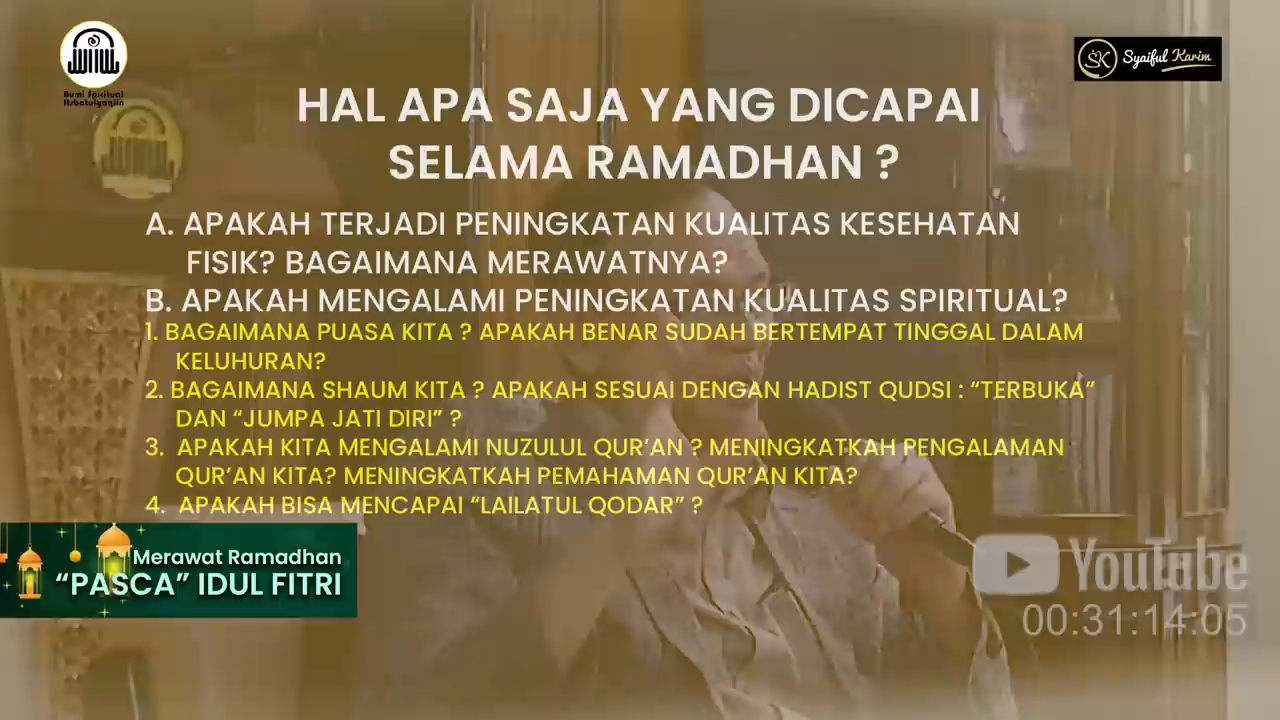 Bumi Spiritual
Itsbatulyaqiin
SK Syaiful Karim
HAL APA SAJA YANG DICAPAI
SELAMA RAMADHAN ?
A. APAKAH TERJADI PENINGKATAN KUALITAS KESEHATAN
FISIK? BAGAIMANA MERAWATNYA?
B. APAKAH MENGALAMI PENINGKATAN KUALITAS SPIRITUAL?
1. BAGAIMANA PUASA KITA ? APAKAH BENAR SUDAH BERTEMPAT TINGGAL DALAM
KELUHURAN?
2. BAGAIMANA SHAUM KITA ? APAKAH SESUAI DENGAN HADIST QUDSI : “TERBUKA”
DAN “JUMPA JATI DIRI” ?
3. APAKAH KITA MENGALAMI NUZULUL QUR’AN ? MENINGKATKAH PENGALAMAN
QUR’AN KITA? MENINGKATKAH PEMAHAMAN QUR’AN KITA?
4. APAKAH BISA MENCAPAI “LAILATUL QODAR” ?
Merawat Ramadhan
“PASCA” IDUL FITRI
YouTube
00:31:14:05